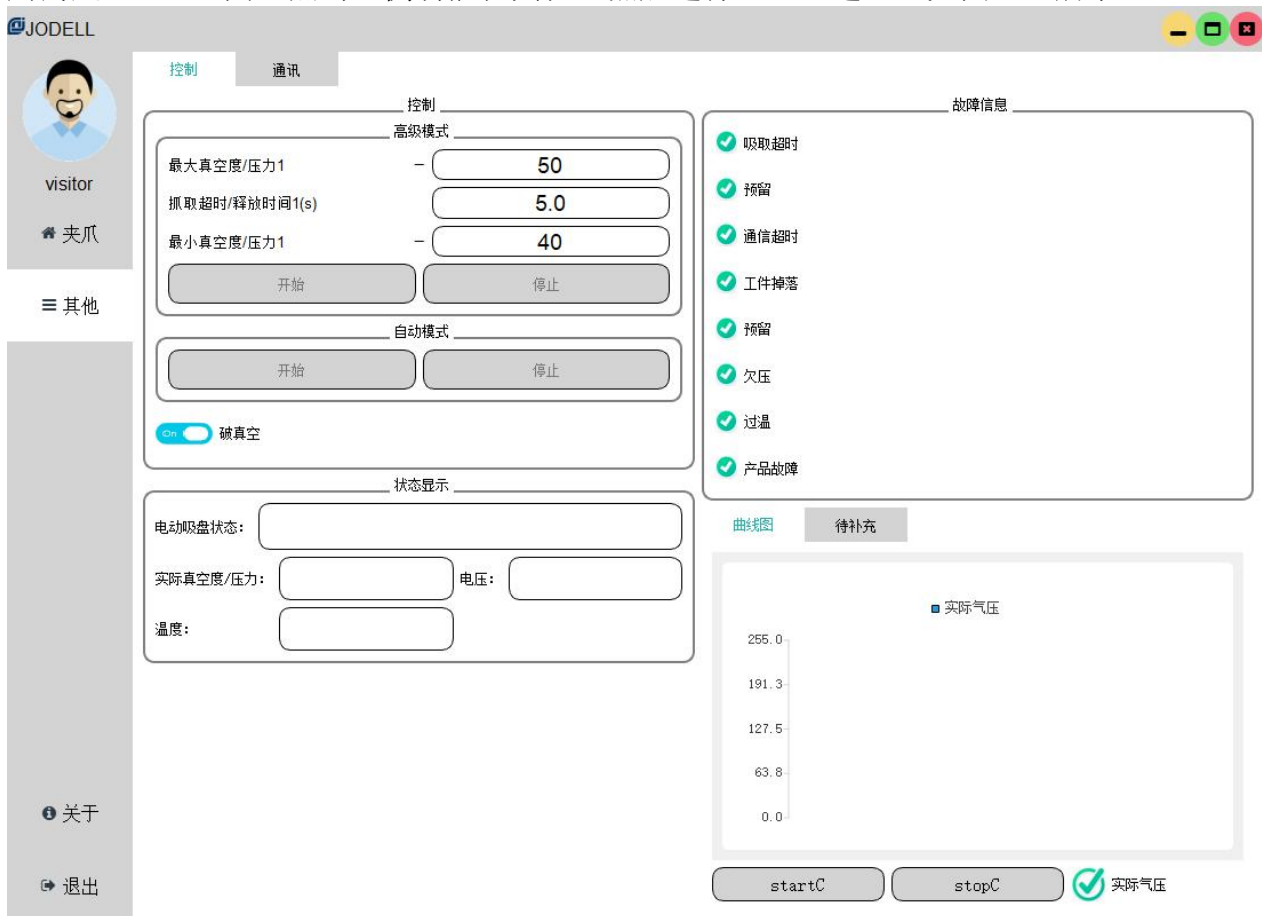 JODELL
visitor
夹爪
其他
关于
退出
控制 通讯
控制
高级模式
最大真空度/压力1 - 50
抓取超时/释放时间1(s) 5.0
最小真空度/压力1 - 40
开始 停止
自动模式
开始 停止
On 破真空
状态显示
电动吸盘状态：
实际真空度/压力： 电压：
温度：
故障信息
吸取超时
预留
通信超时
工件掉落
预留
欠压
过温
产品故障
曲线图 待补充
实际气压
255.0
191.3
127.5
63.8
0.0
startC stopC 实际气压